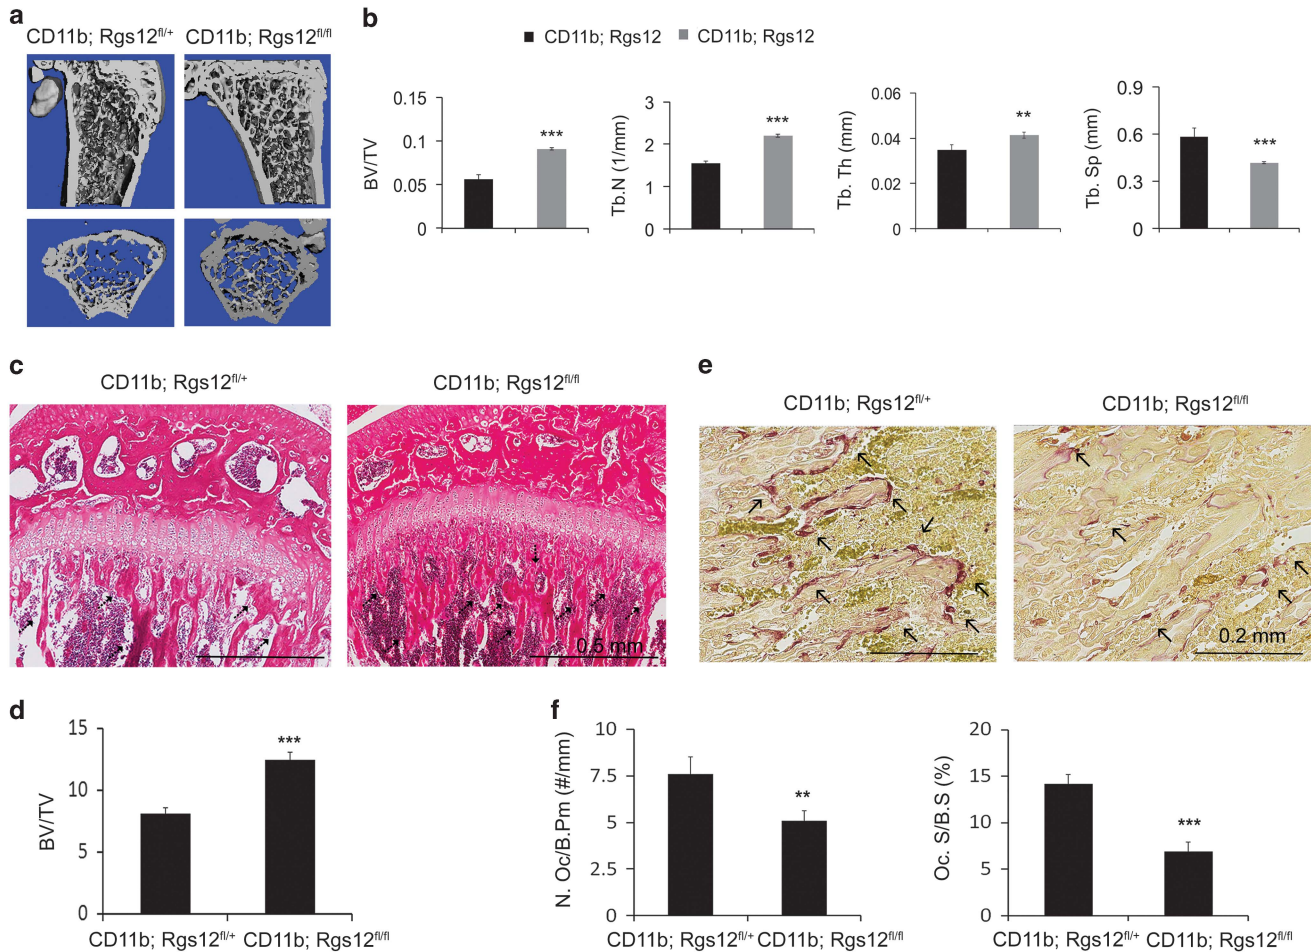 a
CD11b; Rgs12fl/+ CD11b; Rgs12fl/fl
b
CD11b; Rgs12 CD11b; Rgs12
BV/TV
0.15
0.1
0.05
0
***
Tb.N (1/mm)
3
2
1
0
***
Tb. Th (mm)
0.06
0.04
0.02
0
**
Tb. Sp (mm)
0.9
0.6
0.3
0
***
c
CD11b; Rgs12fl/+ CD11b; Rgs12fl/fl
0.5 mm
e
CD11b; Rgs12fl/+ CD11b; Rgs12fl/fl
0.2 mm
d
BV/TV
15
10
5
0
***
CD11b; Rgs12fl/+ CD11b; Rgs12fl/fl
f
N. Oc/B.Pm (#/mm)
10
7.5
5
2.5
0
**
CD11b; Rgs12fl/+ CD11b; Rgs12fl/fl
Oc. S/B.S (%)
20
15
10
5
0
***
CD11b; Rgs12fl/+ CD11b; Rgs12fl/fl